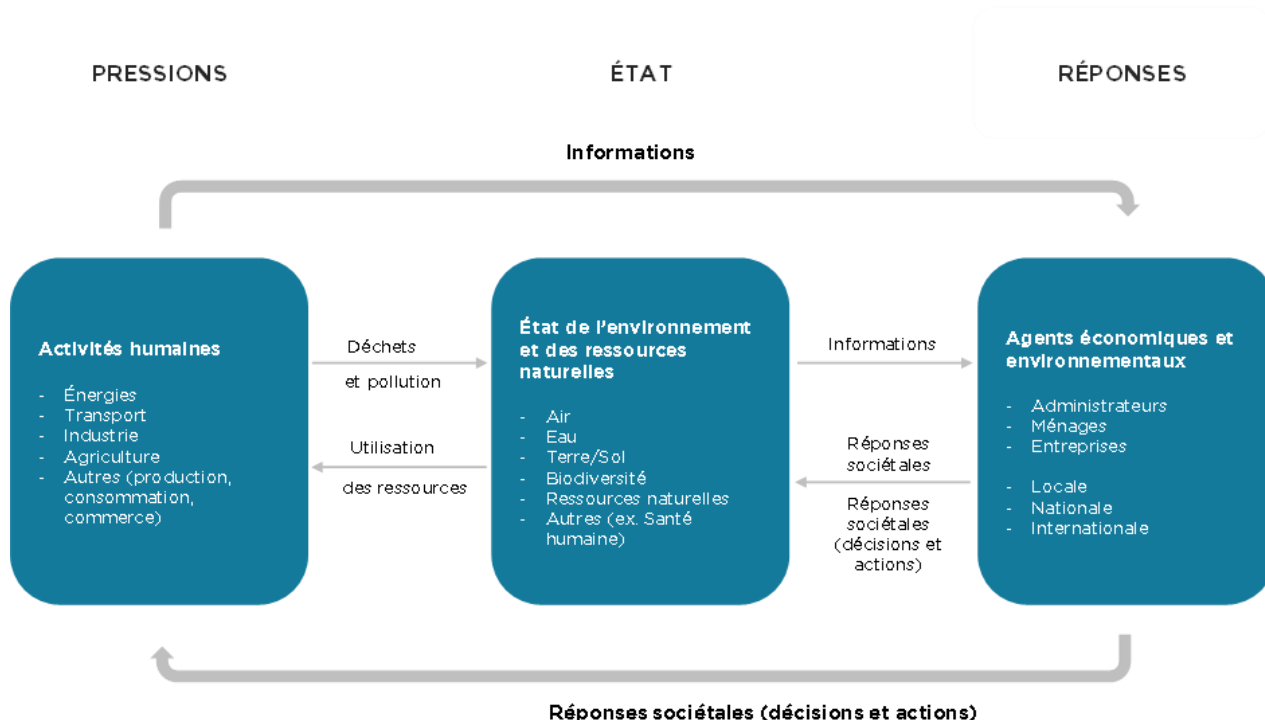 PRESSIONS
ÉTAT
RÉPONSES
Informations
Activités humaines
- Énergies
- Transport
- Industrie
- Agriculture
- Autres (production,
consommation,
commerce)
Déchets
et pollution
Utilisation
des ressources
État de l'environnement
et des ressources
naturelles
- Air
- Eau
- Terre/Sol
- Biodiversité
- Ressources naturelles
- Autres (ex. Santé
humaine)
Informations
Réponses
sociétales
Réponses
sociétales
(décisions et
actions)
Agents économiques et
environnementaux
- Administrateurs
- Ménages
- Entreprises
- Locale
- Nationale
- Internationale
Réponses sociétales (décisions et actions)